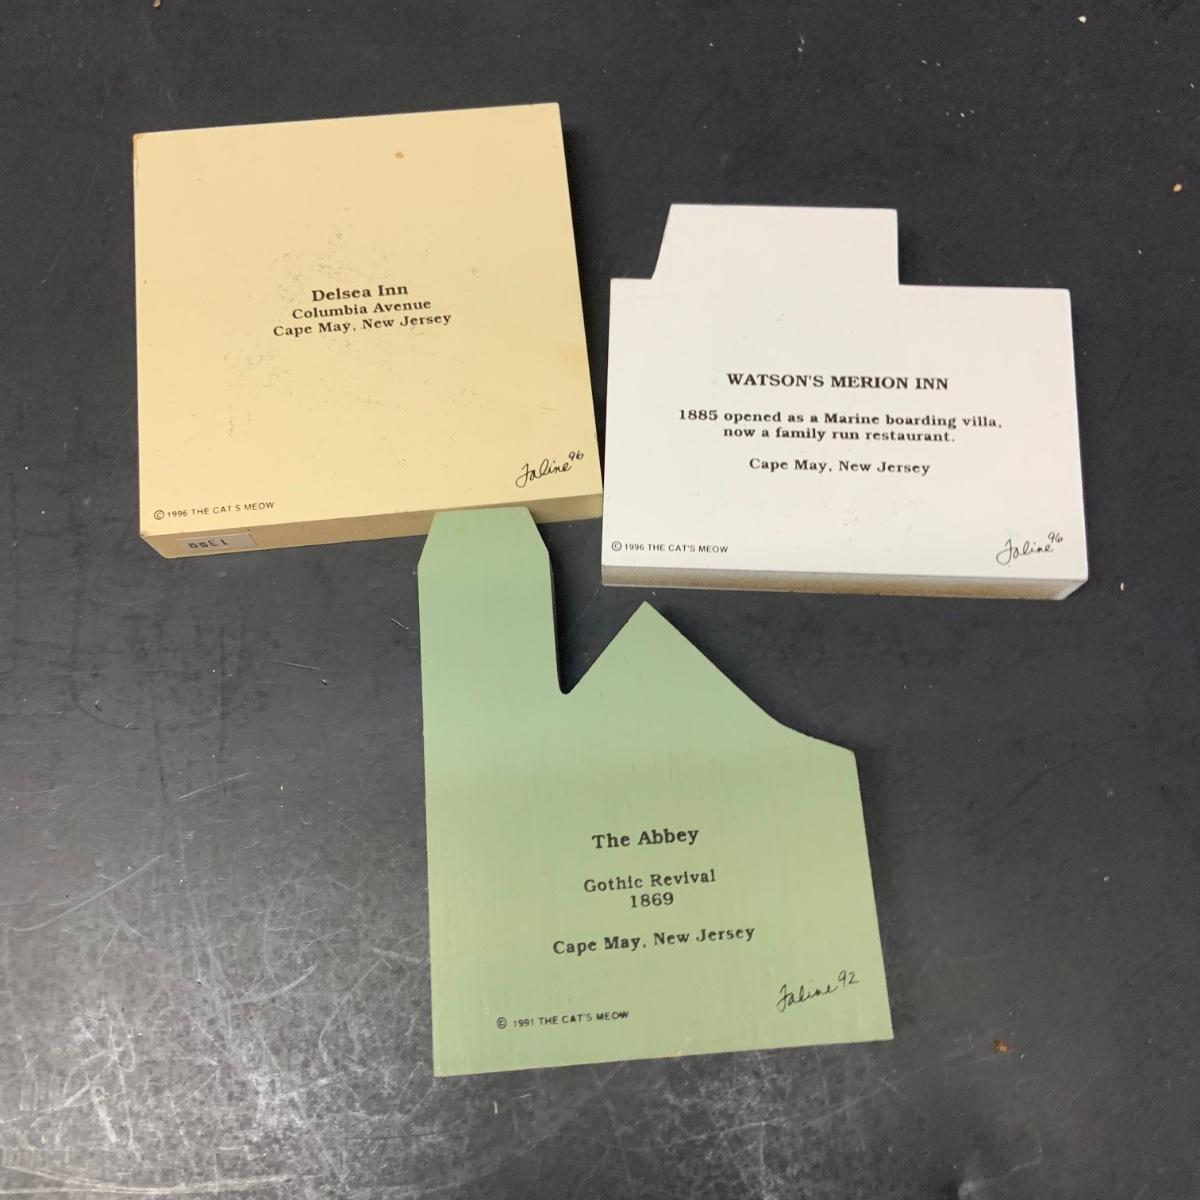 Delsea Inn
Columbia Avenue
Cape May, New Jersey
Faline 96
© 1996 THE CAT'S MEOW
WATSON'S MERION INN
1885 opened as a Marine boarding villa,
now a family run restaurant.
Cape May, New Jersey
© 1996 THE CAT'S MEOW
Faline 96
The Abbey
Gothic Revival
1869
Cape May, New Jersey
Faline 92
© 1991 THE CAT'S MEOW